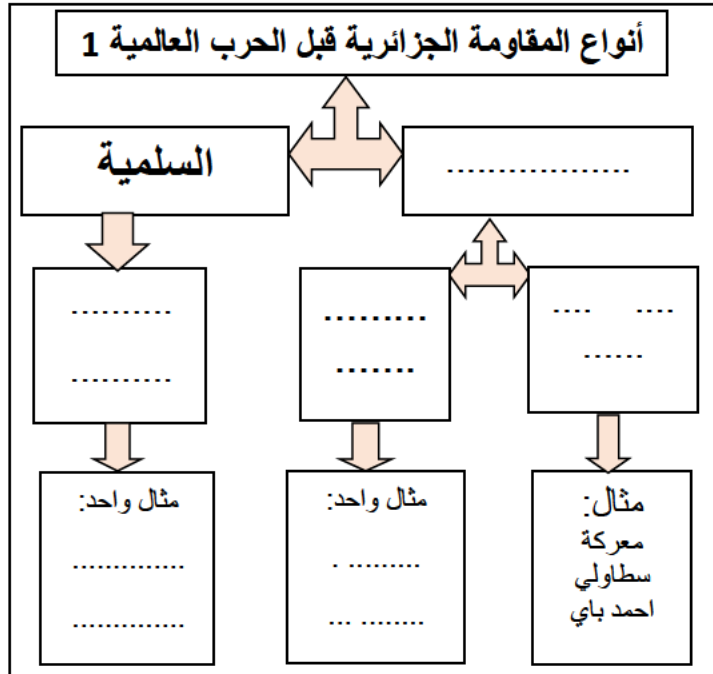 أنواع المقاومة الجزائرية قبل الحرب العالمية 1
.................. السلمية
.... ....
......
.........
.......
..........
..........
مثال:
معركة
سطاولي
احمد باي
مثال واحد:
. .........
... ........
مثال واحد:
..............
..............